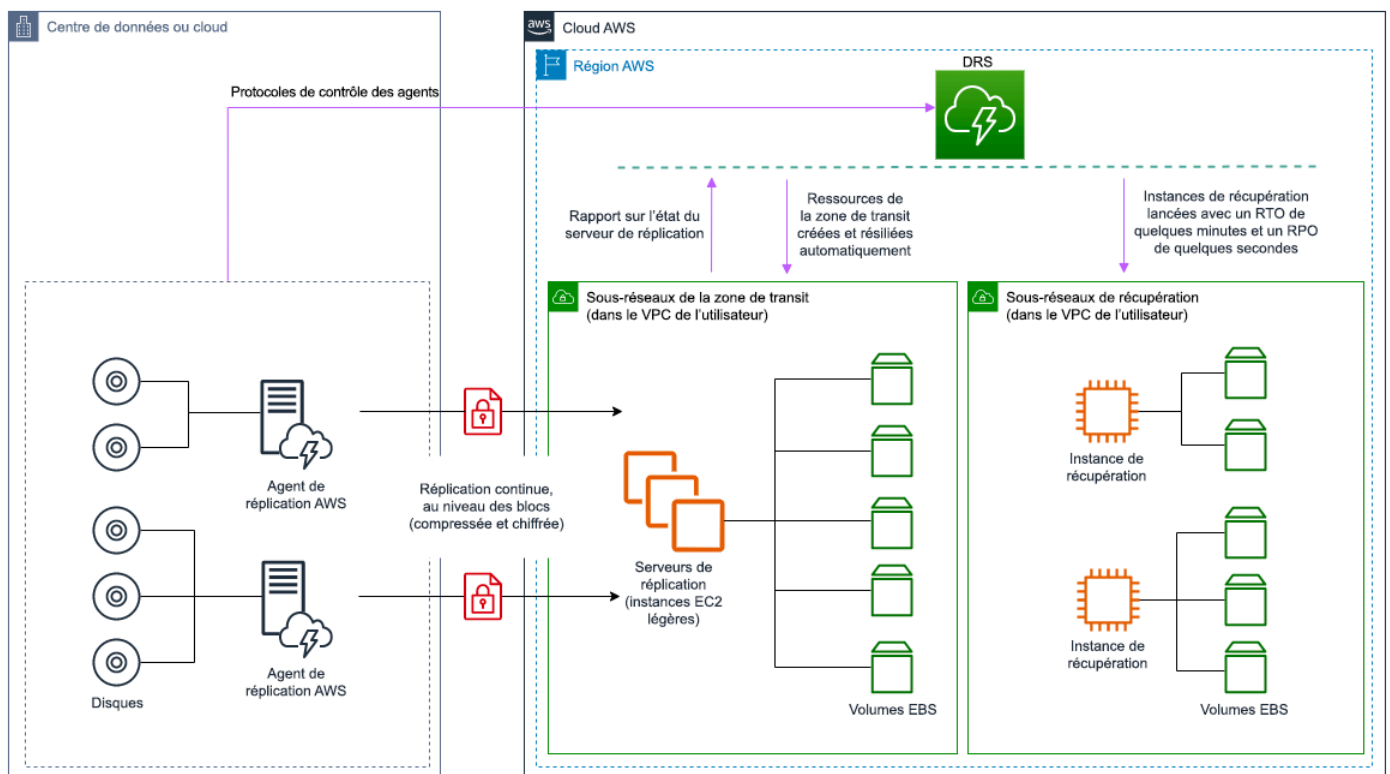 Centre de données ou cloud
aws
Cloud AWS
Région AWS
DRS
Protocoles de contrôle des agents
Rapport sur l’état du
serveur de réplication
Ressources de
la zone de transit
créées et résiliées
automatiquement
Instances de récupération
lancées avec un RTO de
quelques minutes et un RPO
de quelques secondes
Sous-réseaux de la zone de transit
(dans le VPC de l’utilisateur)
Sous-réseaux de récupération
(dans le VPC de l’utilisateur)
Agent de
réplication AWS
Réplication continue,
au niveau des blocs
(compressée et chiffrée)
Agent de
réplication AWS
Disques
Serveurs de
réplication
(instances EC2
légères)
Volumes EBS
Instance de
récupération
Instance de
récupération
Volumes EBS